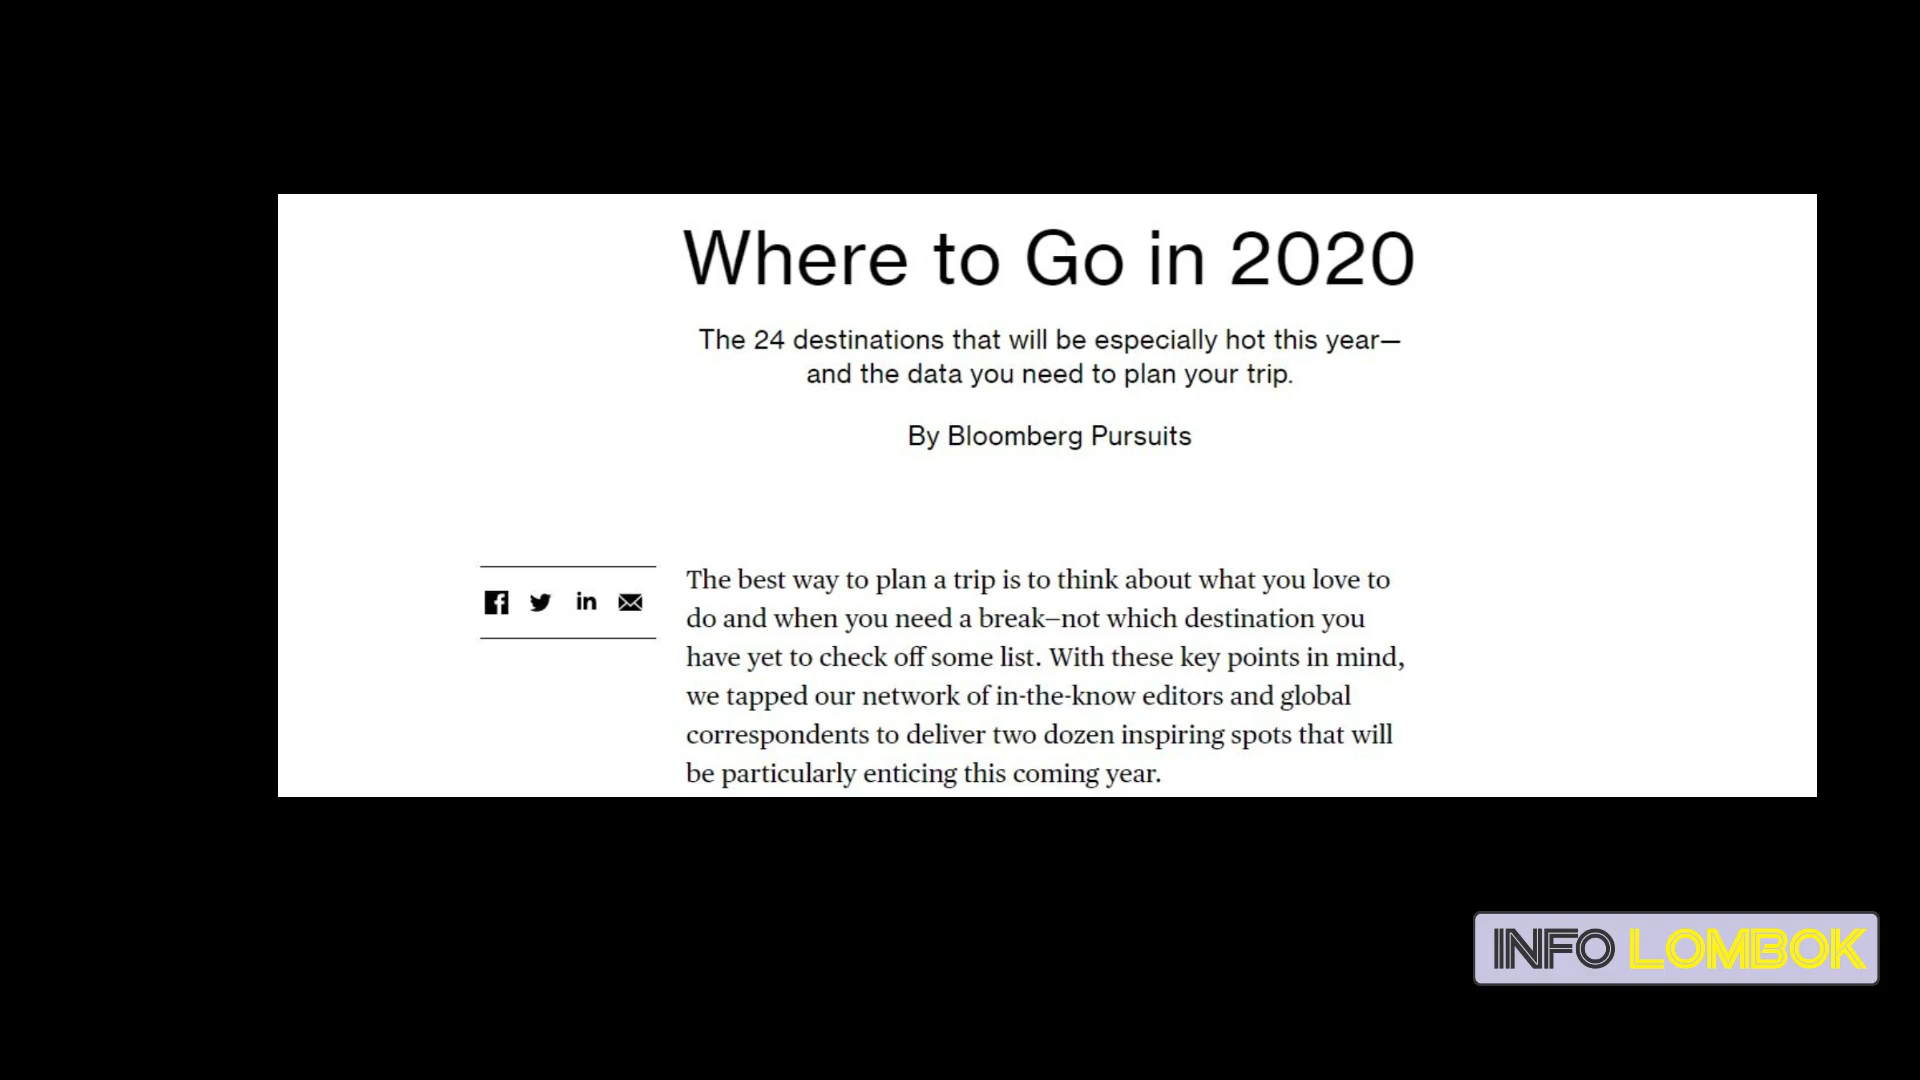 Where to Go in 2020
The 24 destinations that will be especially hot this year—
and the data you need to plan your trip.
By Bloomberg Pursuits
The best way to plan a trip is to think about what you love to
do and when you need a break—not which destination you
have yet to check off some list. With these key points in mind,
we tapped our network of in-the-know editors and global
correspondents to deliver two dozen inspiring spots that will
be particularly enticing this coming year.
INFO LOMBOK